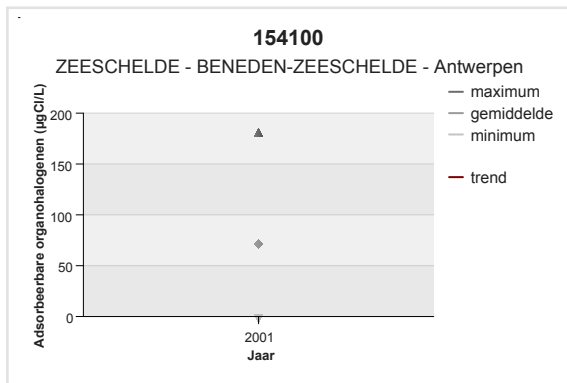 154100
ZEESCHELDE - BENEDEN-ZEESCHELDE - Antwerpen
Adsorbeerbare organohalogenen (µgCl/L)
200
150
100
50
0
2001
Jaar
maximum
gemiddelde
minimum
trend